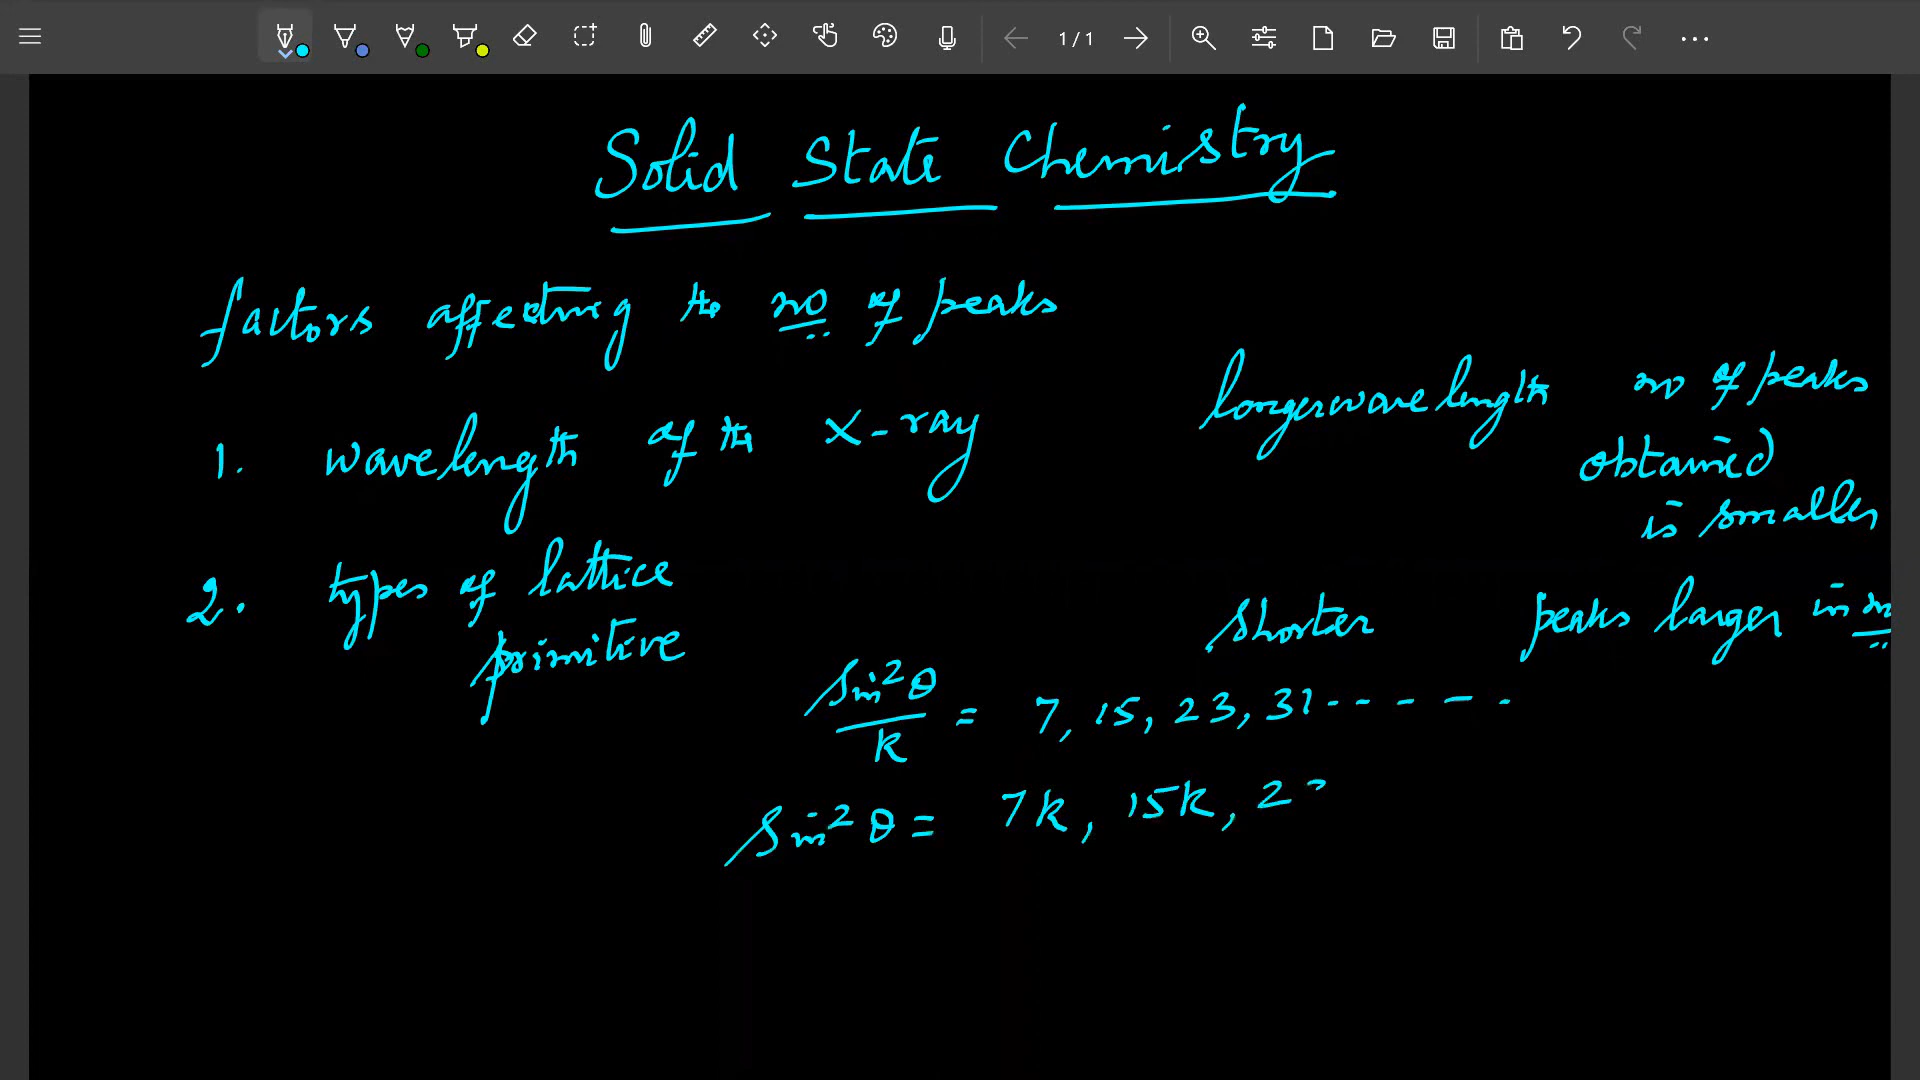 1 / 1
Solid State Chemistry
factors affecting the no of peaks
1. wavelength of the x-ray
longer wavelength no of peaks
obtained
is smaller
2. types of lattice
primitive
shorter peaks larger in
sin²θ/k = 7, 15, 23, 31 - - - - - .
sin²θ = 7k, 15k, 2